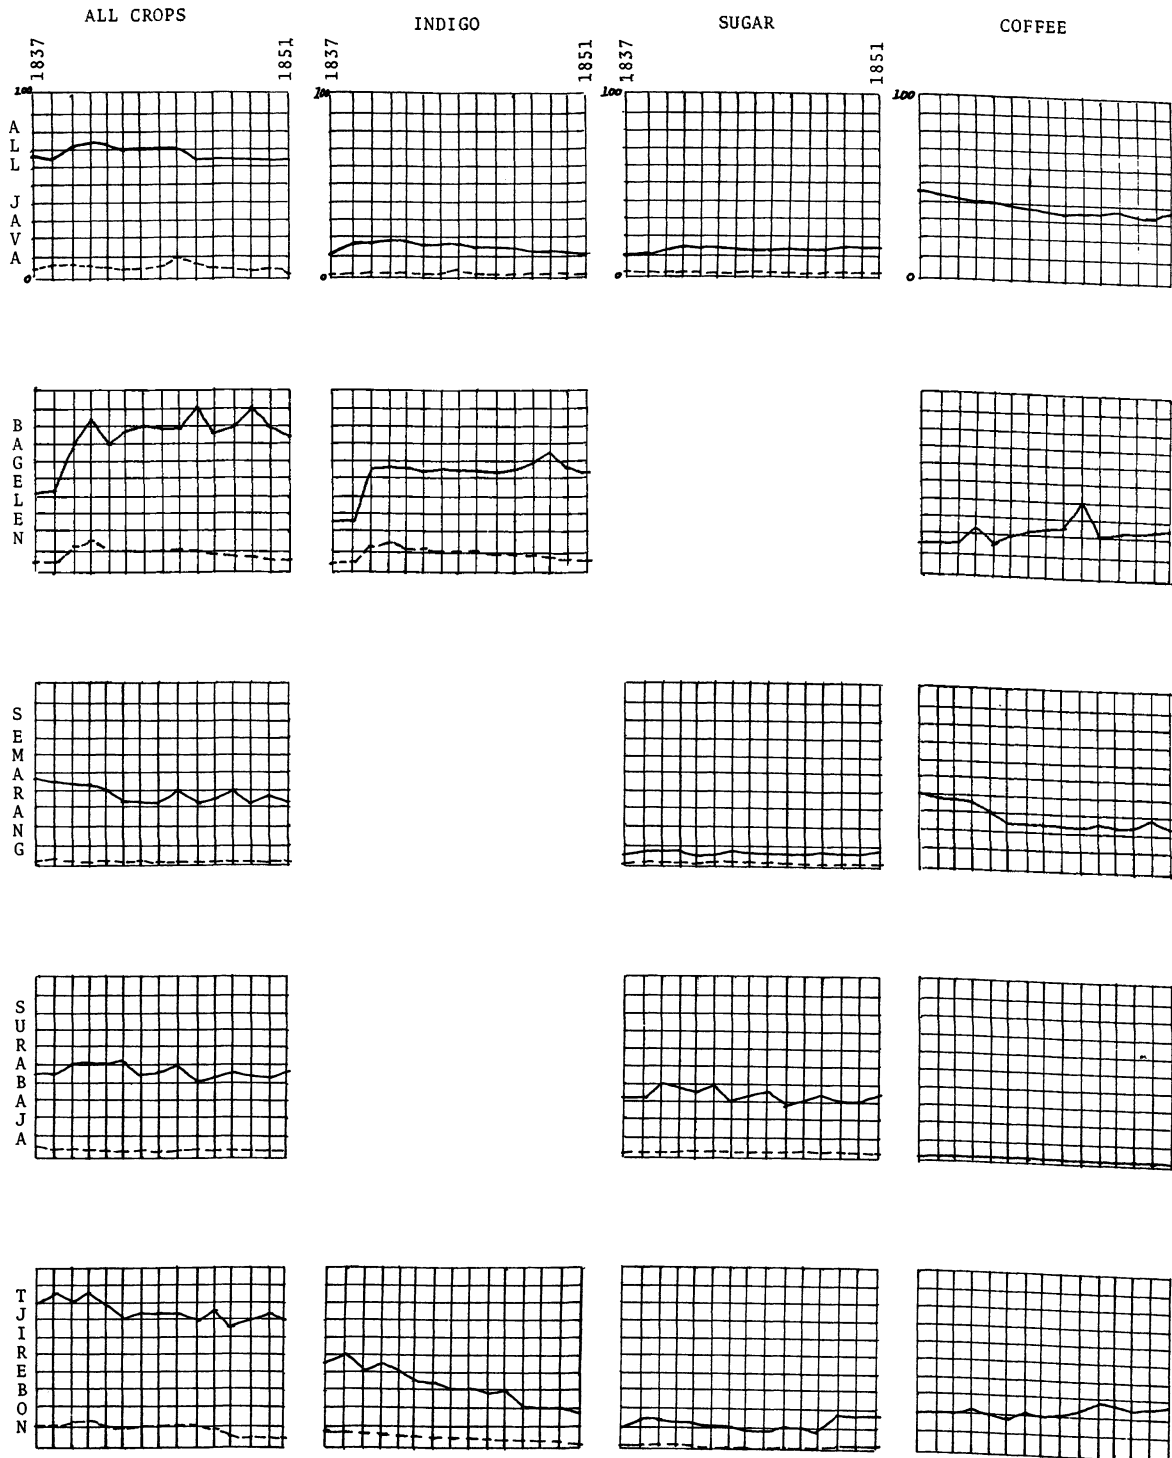 ALL CROPS
INDIGO
SUGAR
COFFEE
1837
1851
1837
1851
1837
1851
100
100
100
100
ALL JAVA
0
0
0
0
BAGELEN
SEMARANG
SURABAJA
TJIREBON